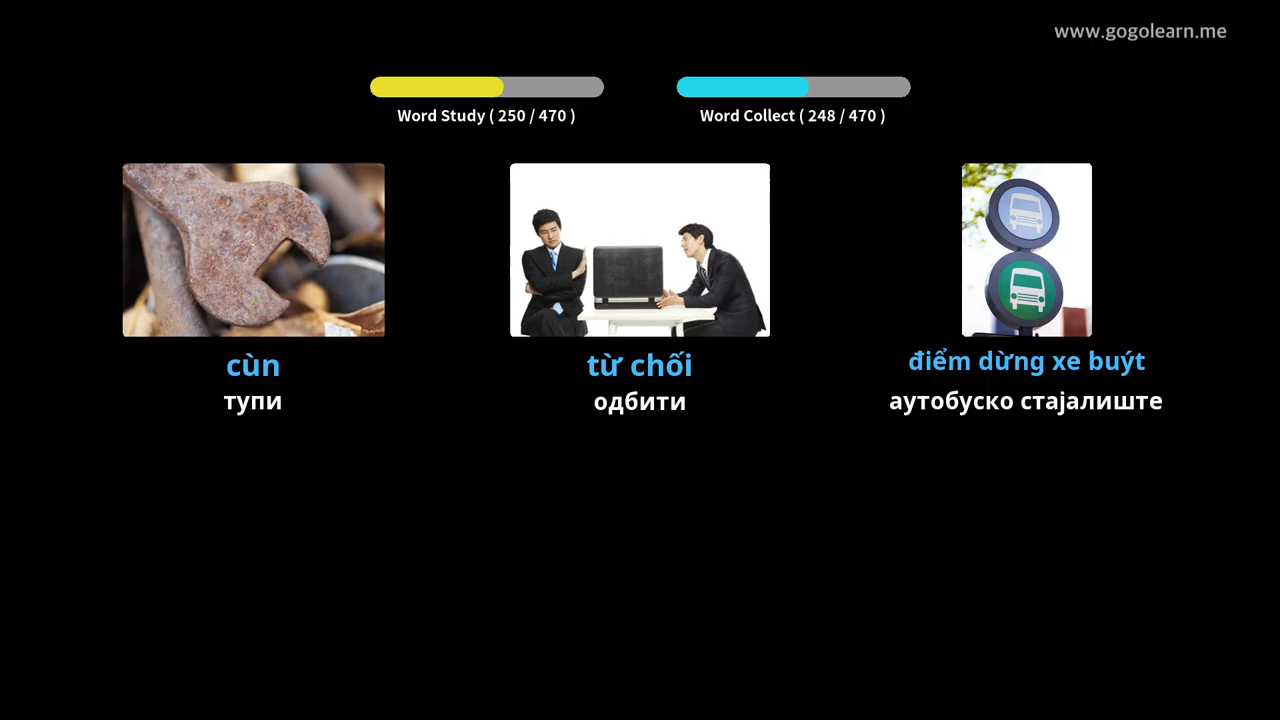 www.gogolearn.me
Word Study ( 250 / 470 )
Word Collect ( 248 / 470 )
cùn
тупи
từ chối
одбити
điểm dừng xe buýt
аутобуско стајалиште